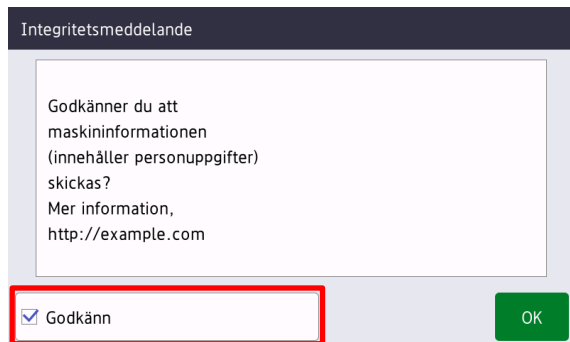 Integritetsmeddelande
Godkänner du att
maskininformationen
(innehåller personuppgifter)
skickas?
Mer information,
http://example.com
Godkänn
OK